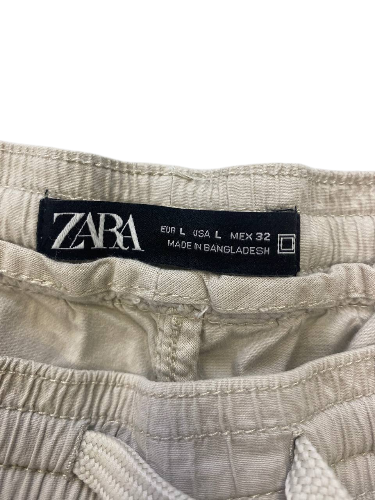 ZARA
EUR L USA L MEX 32
MADE IN BANGLADESH